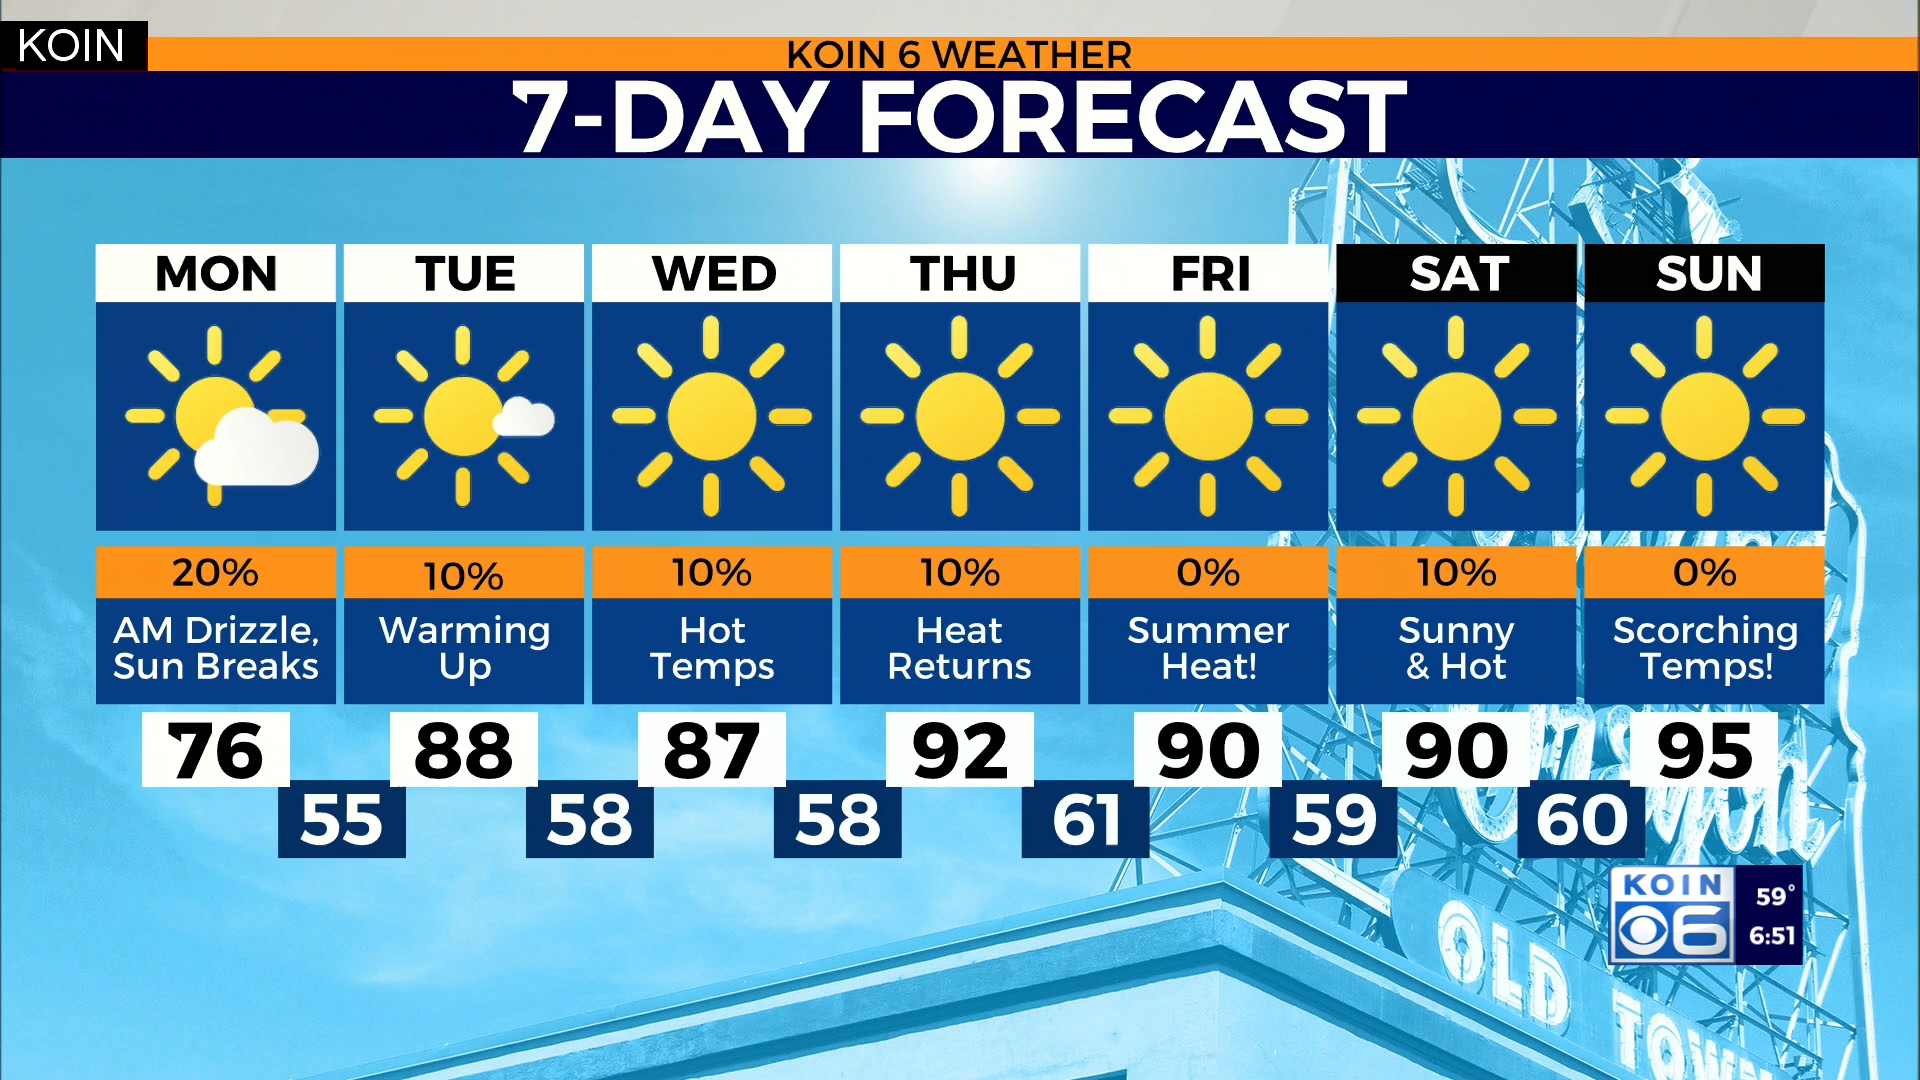 KOIN
KOIN 6 WEATHER
7-DAY FORECAST
MON TUE WED THU FRI SAT SUN
20% 10% 10% 10% 0% 10% 0%
AM Drizzle, Warming Hot Heat Summer Sunny Scorching
Sun Breaks Up Temps Returns Heat! & Hot Temps!
76 88 87 92 90 90 95
55 58 58 61 59 60
KOIN
6
59°
6:51
OLD
TOWN